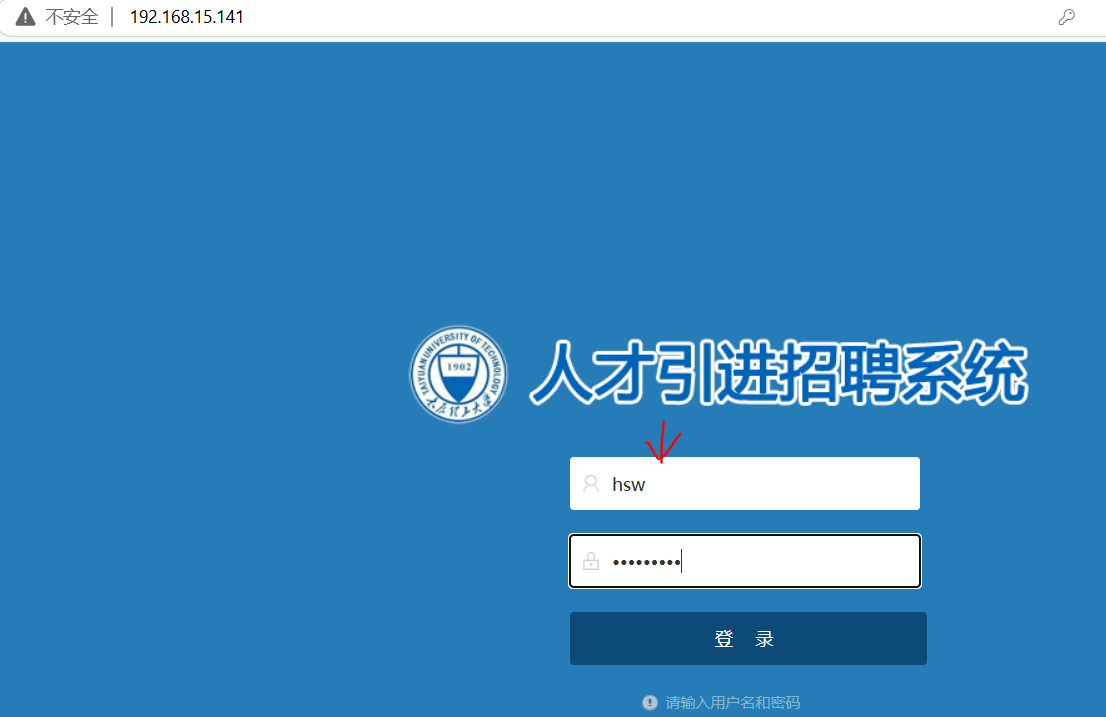 不安全 | 192.168.15.141
TAIYUAN UNIVERSITY OF TECHNOLOGY
1902
太原理工大学
人才引进招聘系统
hsw
•••••••••
登 录
请输入用户名和密码